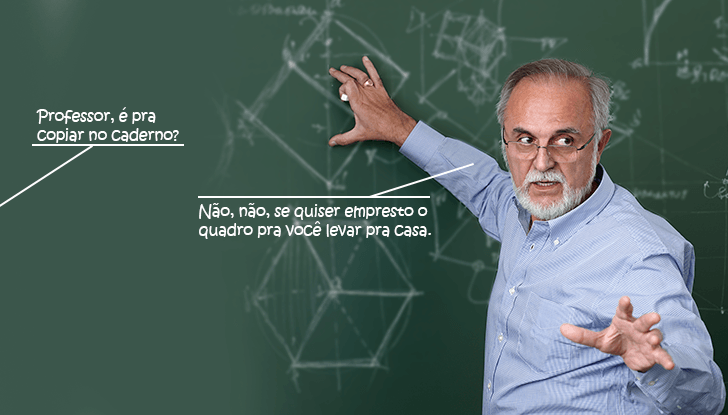 Professor, é pra
copiar no caderno?
Não, não, se quiser empresto o
quadro pra você levar pra casa.